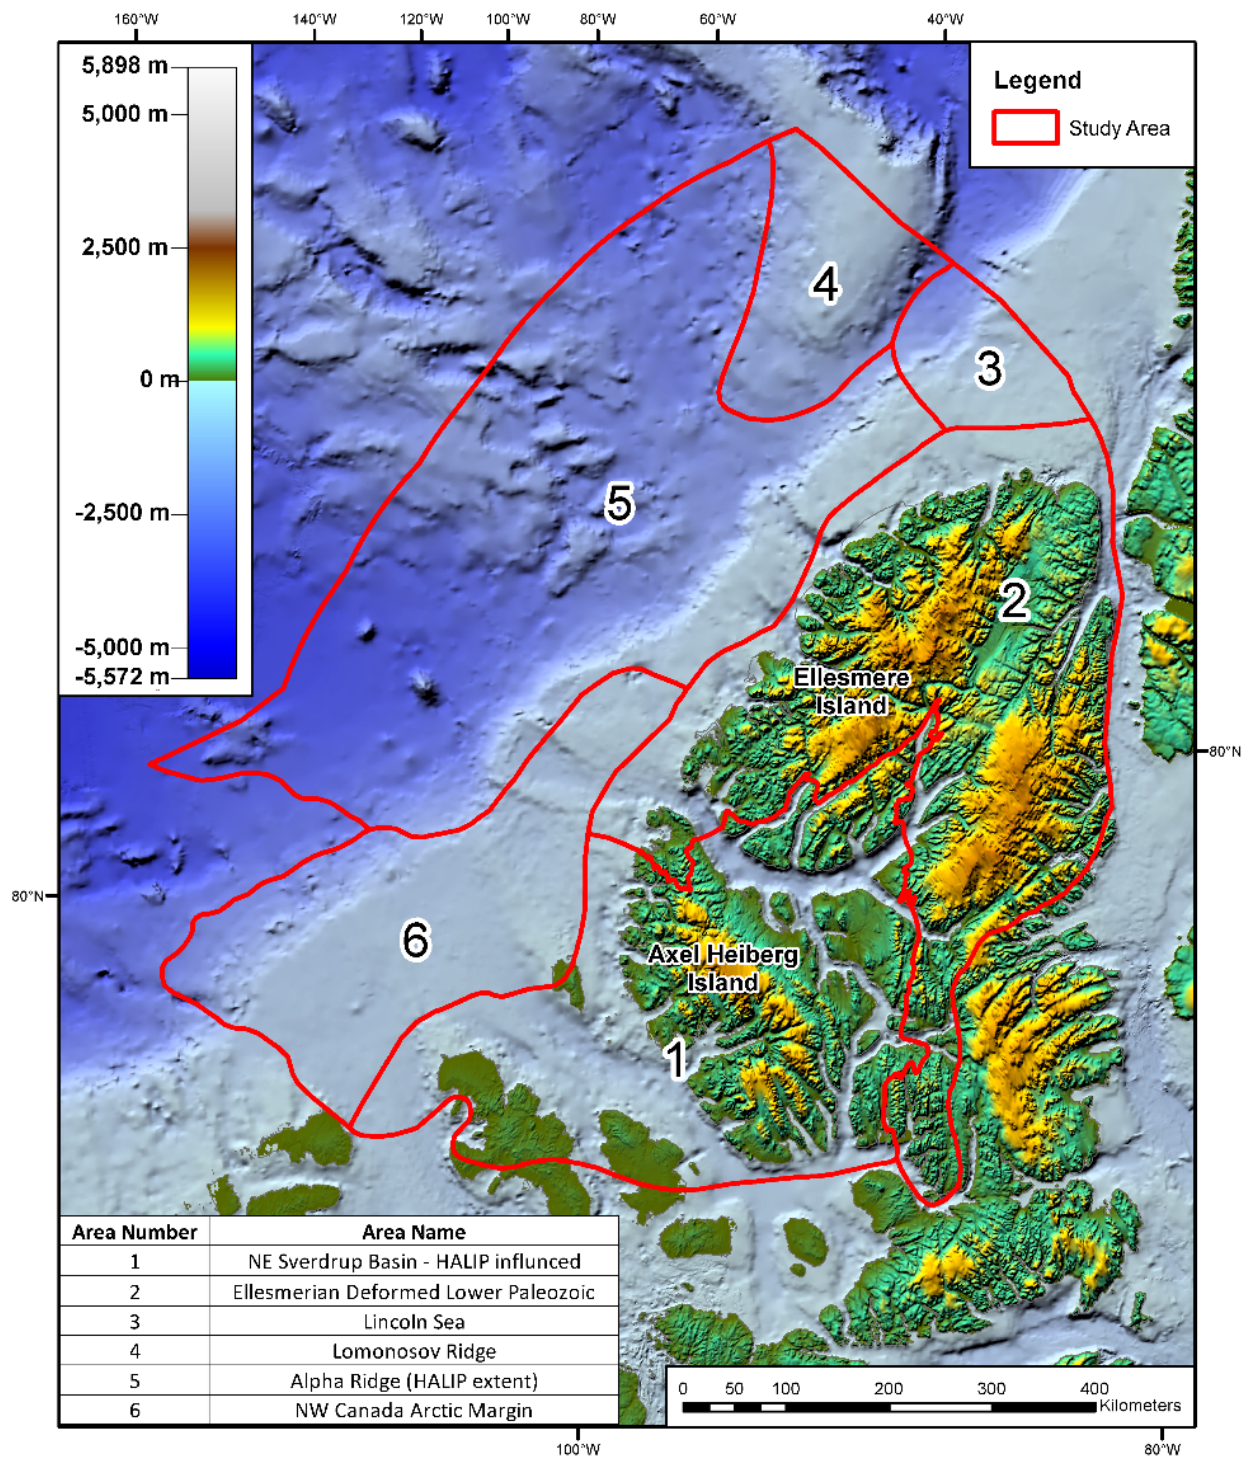 160°W 140°W 120°W 100°W 80°W 60°W 40°W
5,898 m
5,000 m
2,500 m
0 m
-2,500 m
-5,000 m
-5,572 m
Legend
Study Area
4
3
5
2
Ellesmere
Island
80°N
80°N
6
Axel Heiberg
Island
1
Area Number Area Name
1 NE Sverdrup Basin - HALIP influnced
2 Ellesmerian Deformed Lower Paleozoic
3 Lincoln Sea
4 Lomonosov Ridge
5 Alpha Ridge (HALIP extent)
6 NW Canada Arctic Margin
0 50 100 200 300 400
Kilometers
100°W 80°W